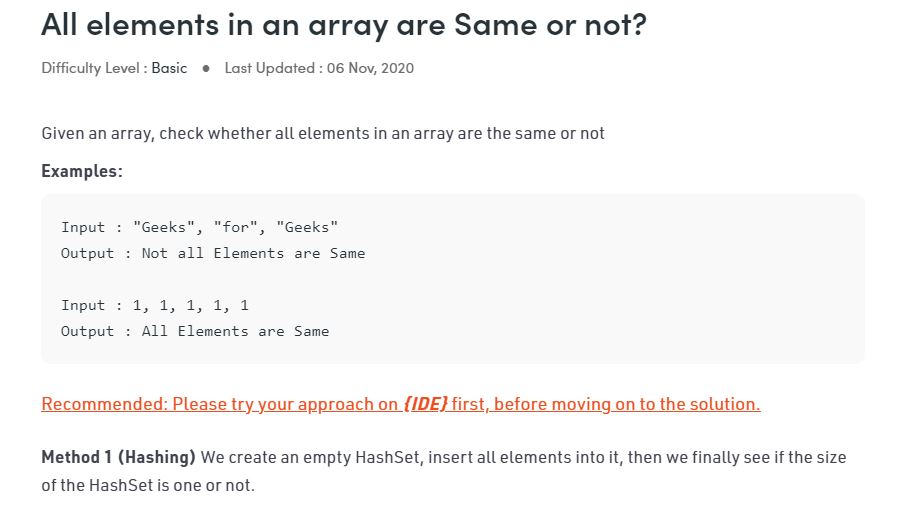 All elements in an array are Same or not?
Difficulty Level : Basic ● Last Updated : 06 Nov, 2020
Given an array, check whether all elements in an array are the same or not
Examples:
Input : "Geeks", "for", "Geeks"
Output : Not all Elements are Same
Input : 1, 1, 1, 1, 1
Output : All Elements are Same
Recommended: Please try your approach on {IDE} first, before moving on to the solution.
Method 1 (Hashing) We create an empty HashSet, insert all elements into it, then we finally see if the size
of the HashSet is one or not.